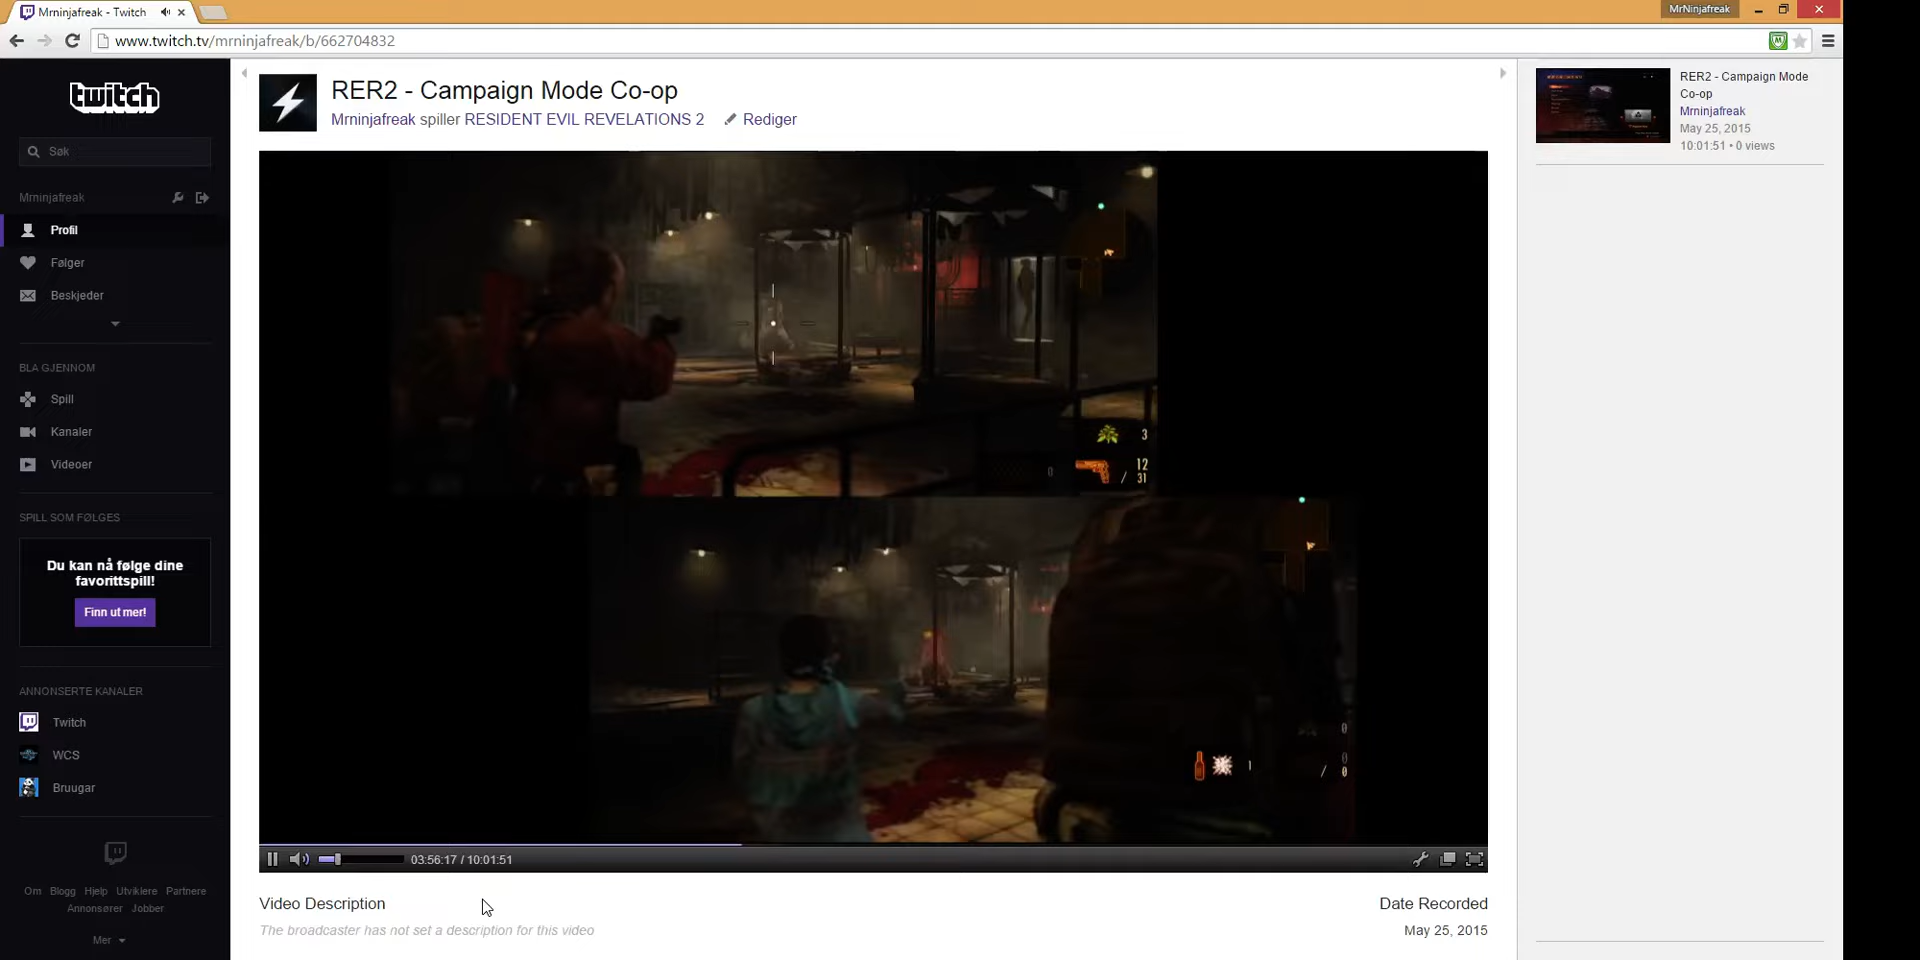 Mrninjafreak - Twitch
MrNinjafreak
www.twitch.tv/mrninjafreak/b/662704832
twitch
Søk
Mrninjafreak
Profil
Følger
Beskjeder
BLA GJENNOM
Spill
Kanaler
Videoer
SPILL SOM FØLGES
Du kan nå følge dine
favorittspill!
Finn ut mer!
ANNONSERTE KANALER
Twitch
WCS
Bruugar
Om Blogg Hjelp Utviklere Partnere
Annonsører Jobber
Mer
RER2 - Campaign Mode Co-op
Mrninjafreak spiller RESIDENT EVIL REVELATIONS 2 Rediger
3
0 12
/ 31
0
1 0
/ 0
03:56:17 / 10:01:51
Video Description
The broadcaster has not set a description for this video
Date Recorded
May 25, 2015
RER2 - Campaign Mode
Co-op
Mrninjafreak
May 25, 2015
10:01:51 • 0 views